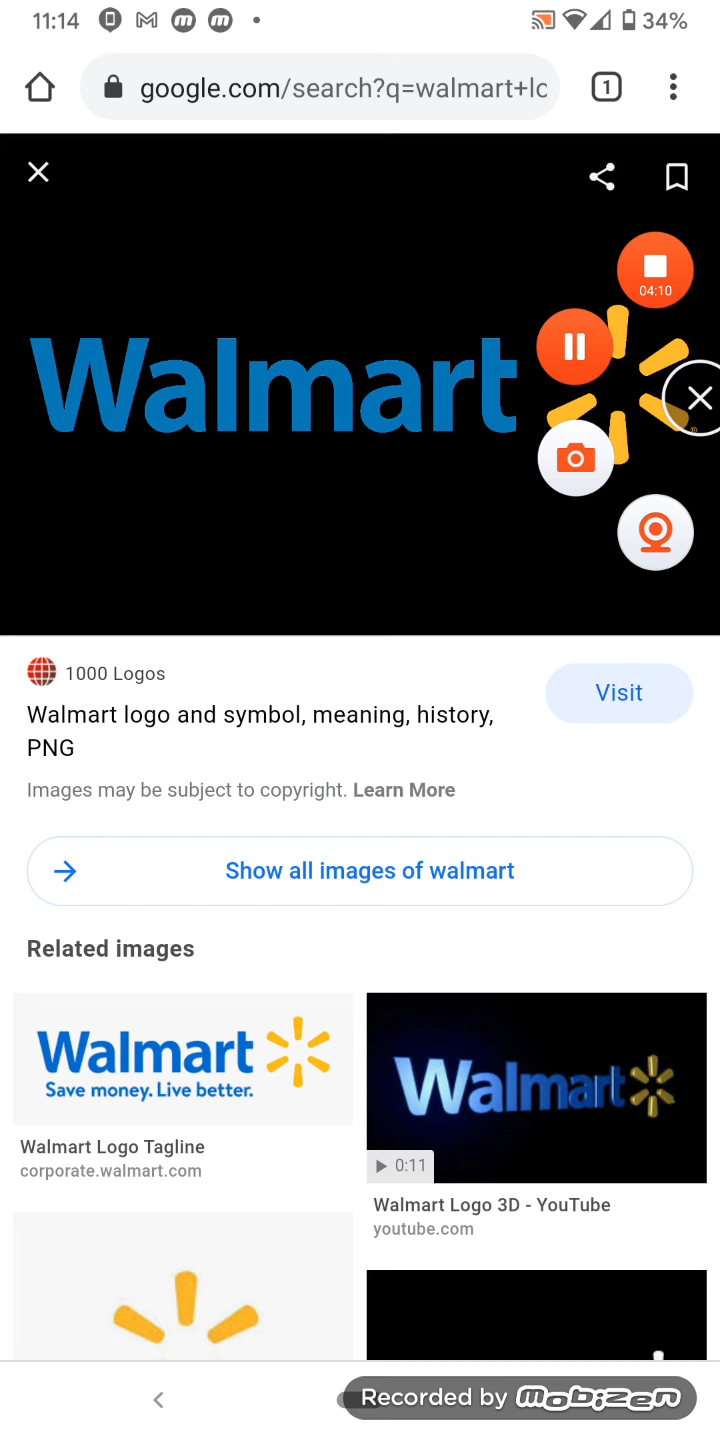 11:14
34%
google.com/search?q=walmart+lo
1
04:10
Walmart
1000 Logos
Visit
Walmart logo and symbol, meaning, history,
PNG
Images may be subject to copyright. Learn More
Show all images of walmart
Related images
Walmart
Save money. Live better.
Walmart Logo Tagline
corporate.walmart.com
Walmart
0:11
Walmart Logo 3D - YouTube
youtube.com
Recorded by mobizen